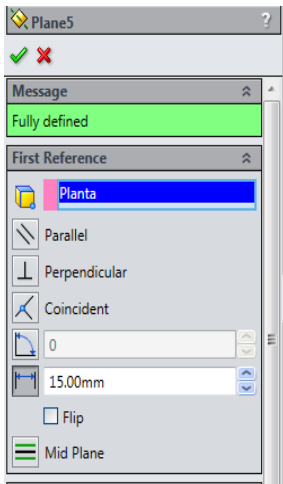 Plane5 ?
Message
Fully defined
First Reference
Planta
Parallel
Perpendicular
Coincident
0
15.00mm
Flip
Mid Plane